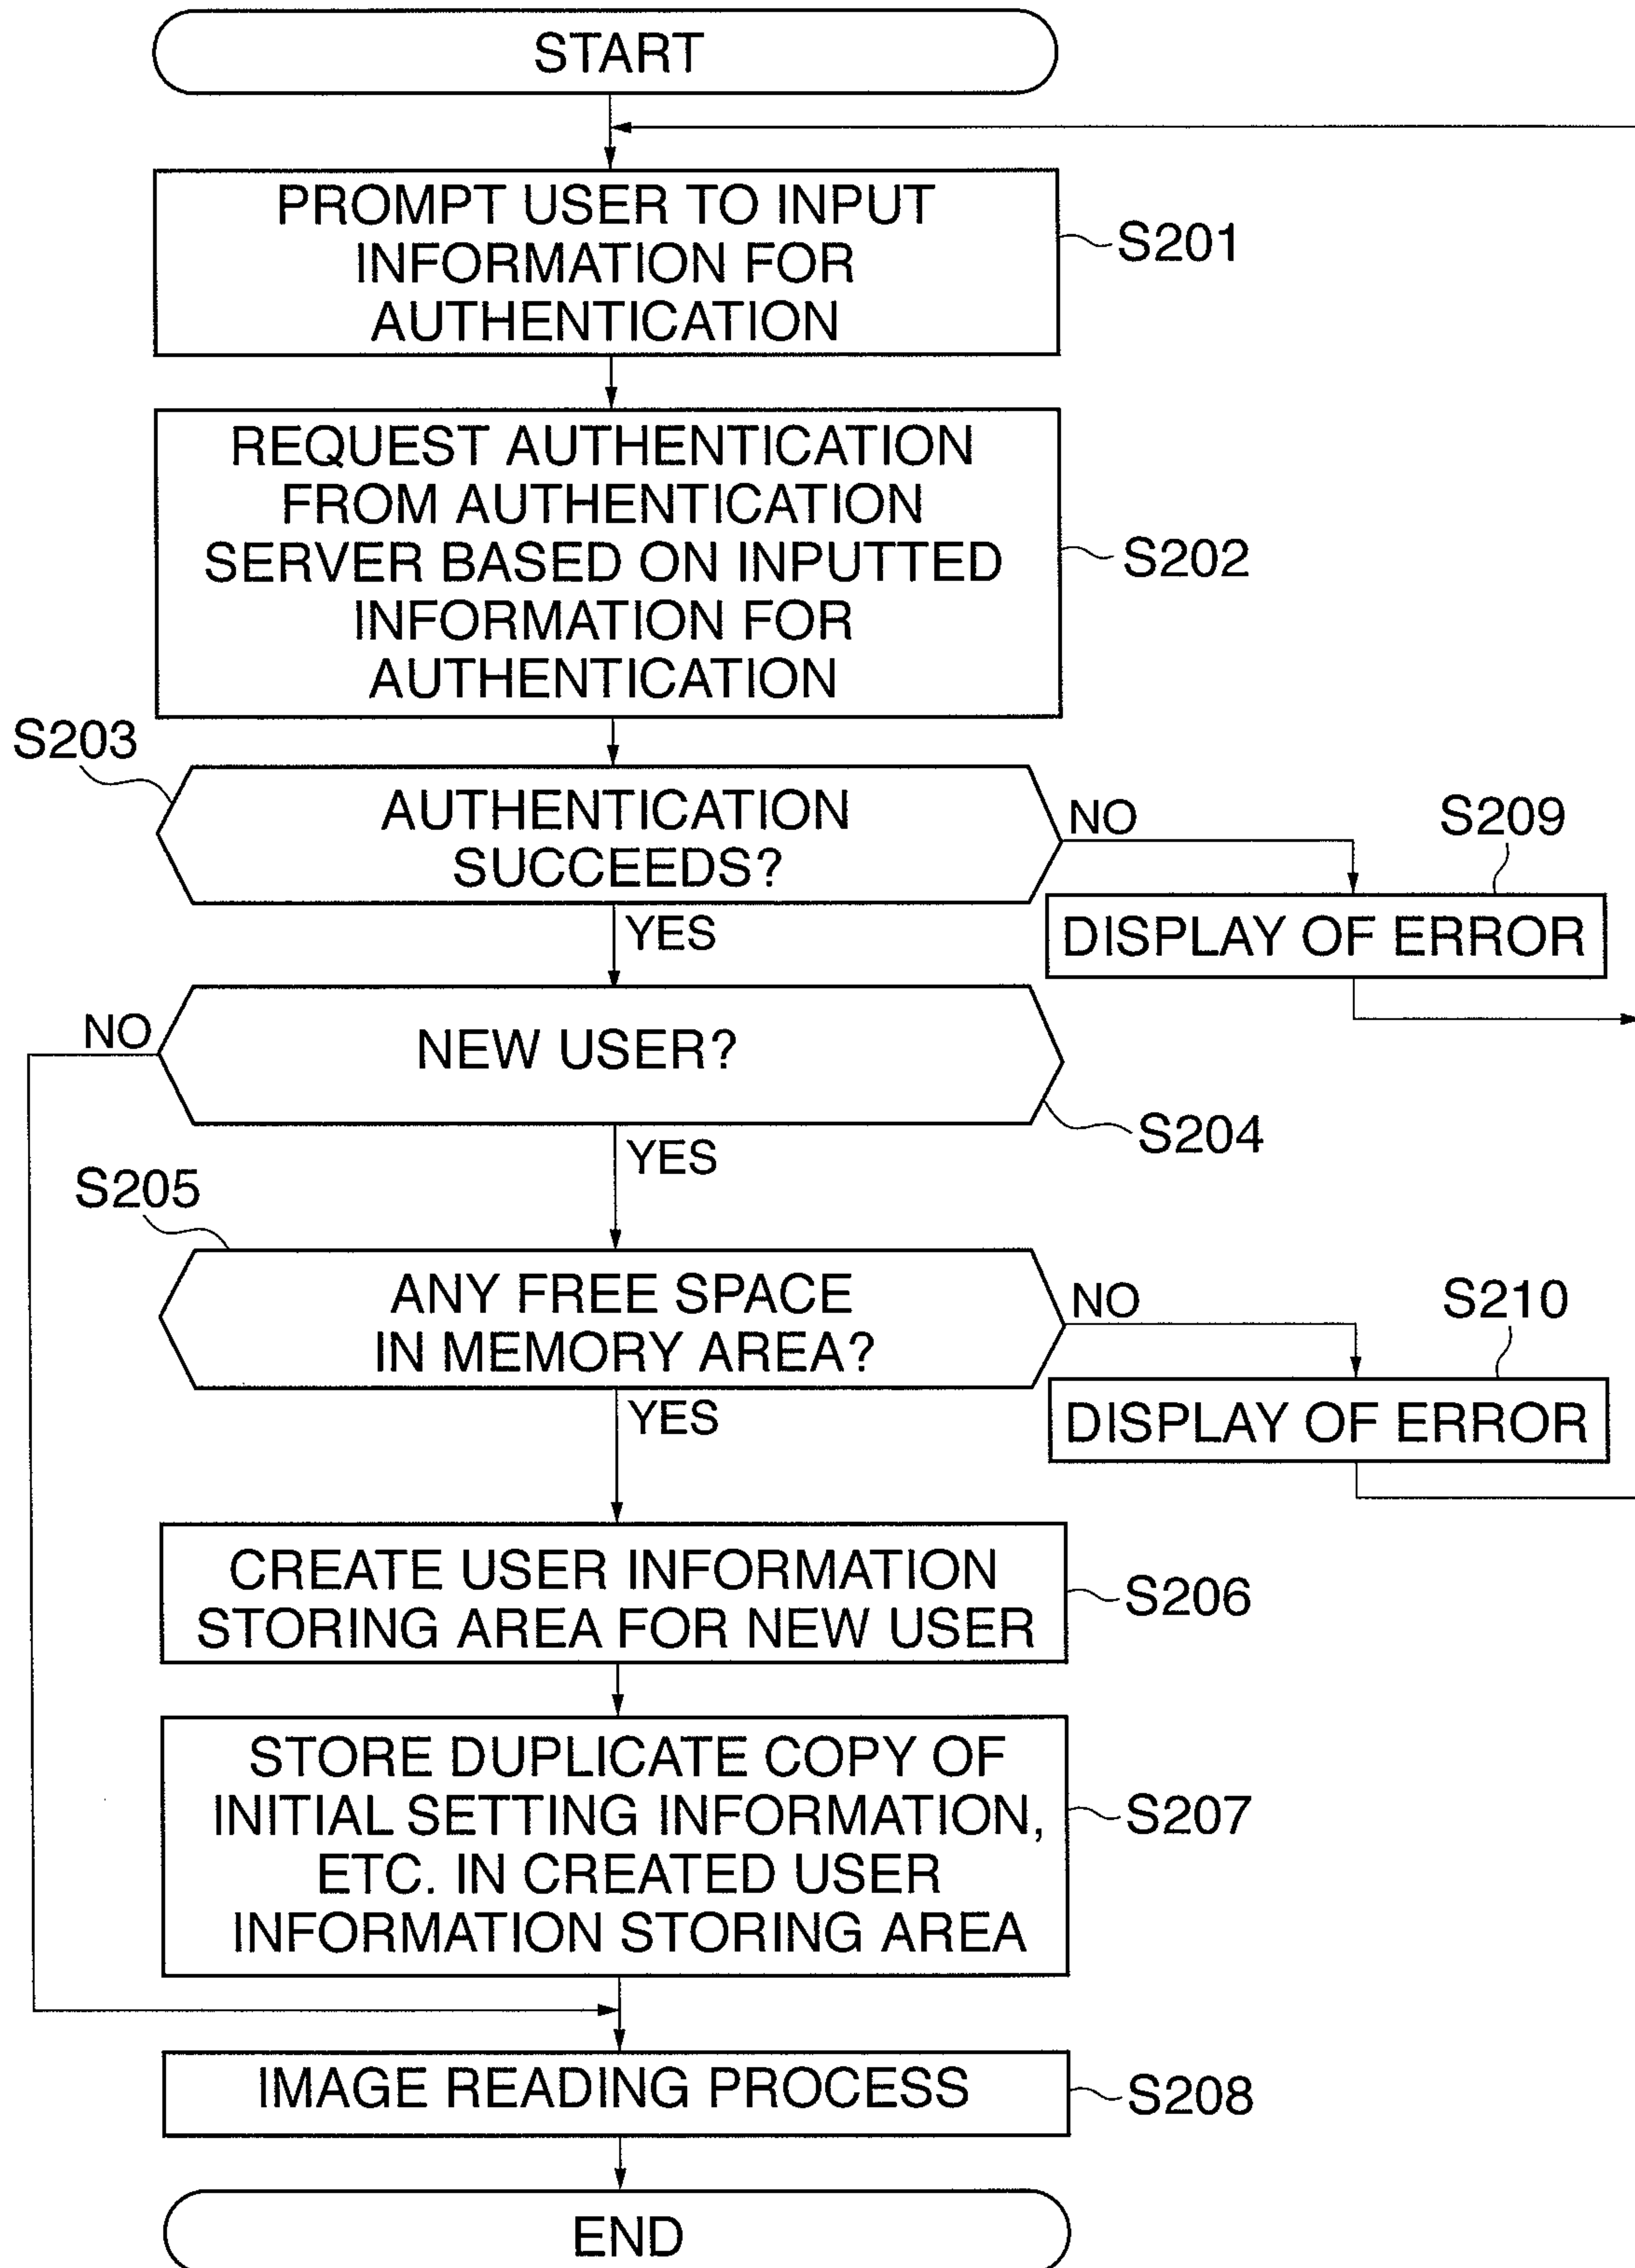 START
PROMPT USER TO INPUT
INFORMATION FOR
AUTHENTICATION
S201
REQUEST AUTHENTICATION
FROM AUTHENTICATION
SERVER BASED ON INPUTTED
INFORMATION FOR
AUTHENTICATION
S202
S203
AUTHENTICATION
SUCCEEDS?
NO
S209
YES
DISPLAY OF ERROR
NO
NEW USER?
S204
YES
S205
ANY FREE SPACE
IN MEMORY AREA?
NO
S210
YES
DISPLAY OF ERROR
CREATE USER INFORMATION
STORING AREA FOR NEW USER
S206
STORE DUPLICATE COPY OF
INITIAL SETTING INFORMATION,
ETC. IN CREATED USER
INFORMATION STORING AREA
S207
IMAGE READING PROCESS
S208
END